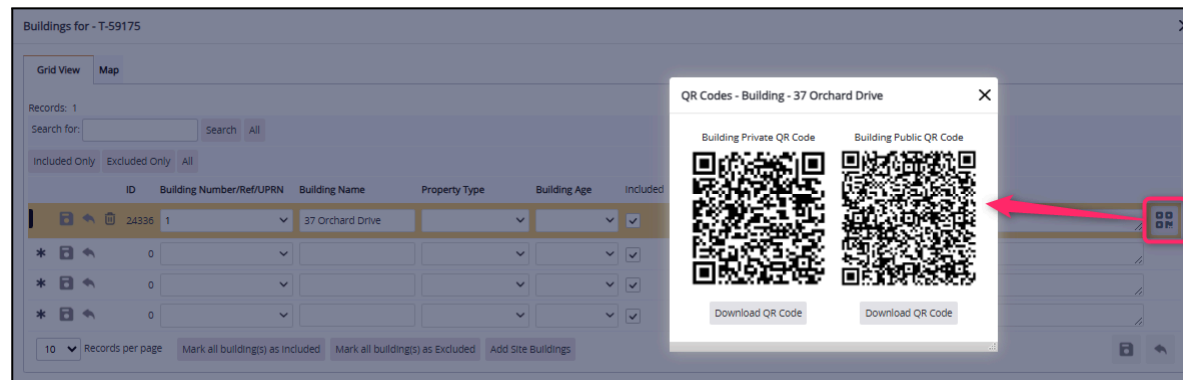 Buildings for - T-59175
Grid View Map
Records: 1
Search for: Search All
Included Only Excluded Only All
ID Building Number/Ref/UPRN Building Name Property Type Building Age Included
24336 1 37 Orchard Drive
0
0
0
10 Records per page Mark all building(s) as Included Mark all building(s) as Excluded Add Site Buildings
QR Codes - Building - 37 Orchard Drive
Building Private QR Code Building Public QR Code
Download QR Code Download QR Code